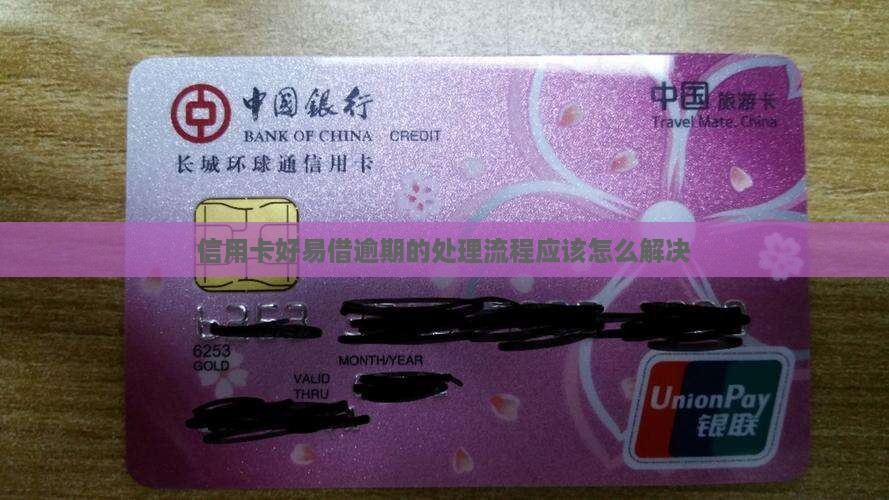 中国银行
BANK OF CHINA CREDIT
长城环球通信用卡
中国 旅游卡
Travel Mate. China
信用卡好易借逾期的处理流程应该怎么解决
6253
6253
GOLD
MONTH/YEAR
VALID
THRU
UnionPay
银联